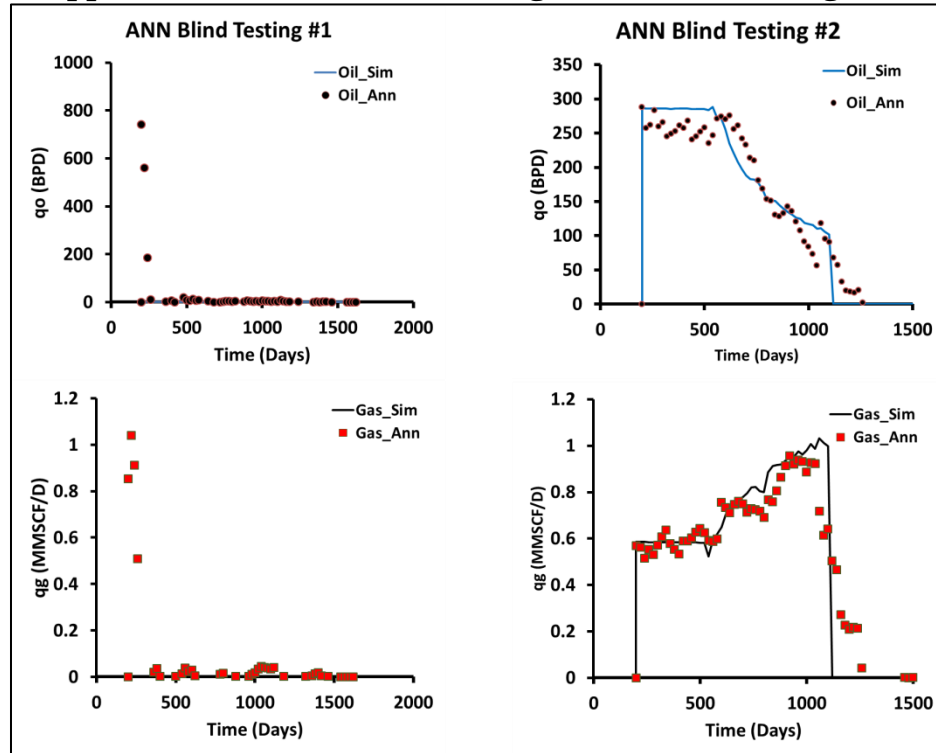 ANN Blind Testing #1
1000
800
600
400
200
0
qo (BPD)
Oil_Sim
Oil_Ann
0 500 1000 1500 2000
Time (Days)
ANN Blind Testing #2
350
300
250
200
150
100
50
0
qo (BPD)
Oil_Sim
Oil_Ann
0 500 1000 1500
Time (Days)
1.2
1
0.8
0.6
0.4
0.2
0
qg (MMSCF/D)
Gas_Sim
Gas_Ann
0 500 1000 1500 2000
Time (Days)
1.2
1
0.8
0.6
0.4
0.2
0
qg (MMSCF/D)
Gas_Sim
Gas_Ann
0 500 1000 1500
Time (Days)